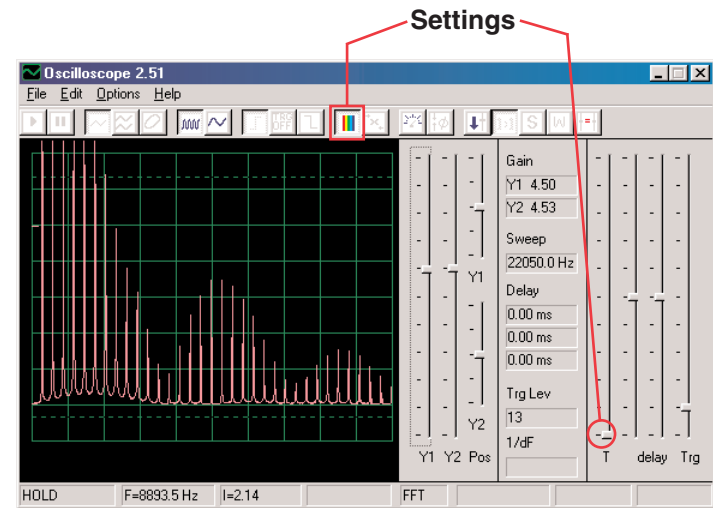 Settings
Oscilloscope 2.51
File Edit Options Help
TRG OFF
S W
Gain
Y1 4.50
Y2 4.53
Sweep
22050.0 Hz
Y1
Delay
0.00 ms
0.00 ms
0.00 ms
Trg Lev
13
Y2
1/dF
Y1 Y2 Pos
T delay Trg
HOLD F=8893.5 Hz I=2.14 FFT